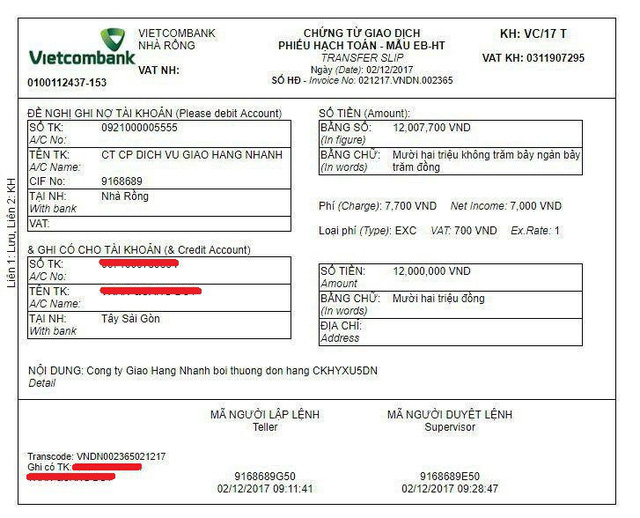 VIETCOMBANK
NHÀ RỒNG
Vietcombank
VAT NH:
0100112437-153
CHỨNG TỪ GIAO DỊCH
PHIẾU HẠCH TOÁN - MẪU EB-HT
TRANSFER SLIP
Ngày (Date): 02/12/2017
SỐ HĐ - Invoice No: 021217.VNDN.002365
KH: VC/17 T
VAT KH: 0311907295
Liên 1: Lưu, Liên 2: KH
ĐỀ NGHỊ GHI NỢ TÀI KHOẢN (Please debit Account)
SỐ TK: 0921000005555
A/C No:
TÊN TK: CT CP DICH VU GIAO HANG NHANH
A/C Name:
CIF No: 9168689
TẠI NH: Nhà Rồng
With bank
VAT:
SỐ TIỀN (Amount):
BẰNG SỐ: 12,007,700 VND
(In figure)
BẰNG CHỮ: Mười hai triệu không trăm bảy ngàn bảy
(In words) trăm đồng
Phí (Charge): 7,700 VND Net Income: 7,000 VND
Loại phí (Type): EXC VAT: 700 VND Ex.Rate: 1
& GHI CÓ CHO TÀI KHOẢN (& Credit Account)
SỐ TK:
A/C No:
TÊN TK:
A/C Name:
TẠI NH: Tây Sài Gòn
With bank
SỐ TIỀN: 12,000,000 VND
Amount
BẰNG CHỮ: Mười hai triệu đồng
(In words)
ĐỊA CHỈ:
Address
NỘI DUNG: Cong ty Giao Hang Nhanh boi thuong don hang CKHYXU5DN
Detail
MÃ NGƯỜI LẬP LỆNH
Teller
MÃ NGƯỜI DUYỆT LỆNH
Supervisor
Transcode: VNDN002365021217
Ghi có TK:
9168689G50
02/12/2017 09:11:41
9168689E50
02/12/2017 09:28:47